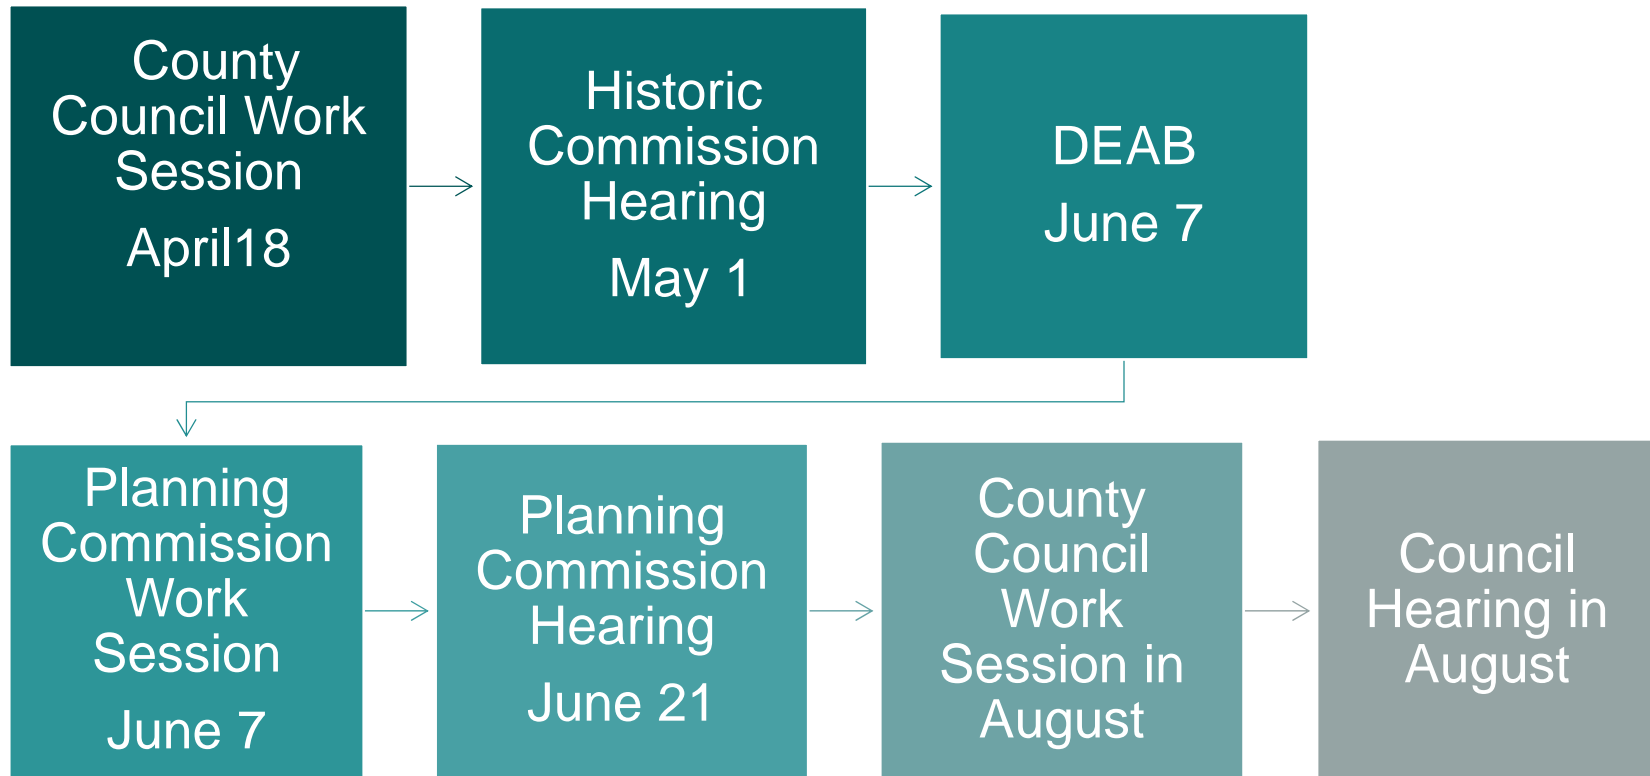 County
Council Work
Session
April18
Historic
Commission
Hearing
May 1
DEAB
June 7
Planning
Commission
Work
Session
June 7
Planning
Commission
Hearing
June 21
County
Council
Work
Session in
August
Council
Hearing in
August